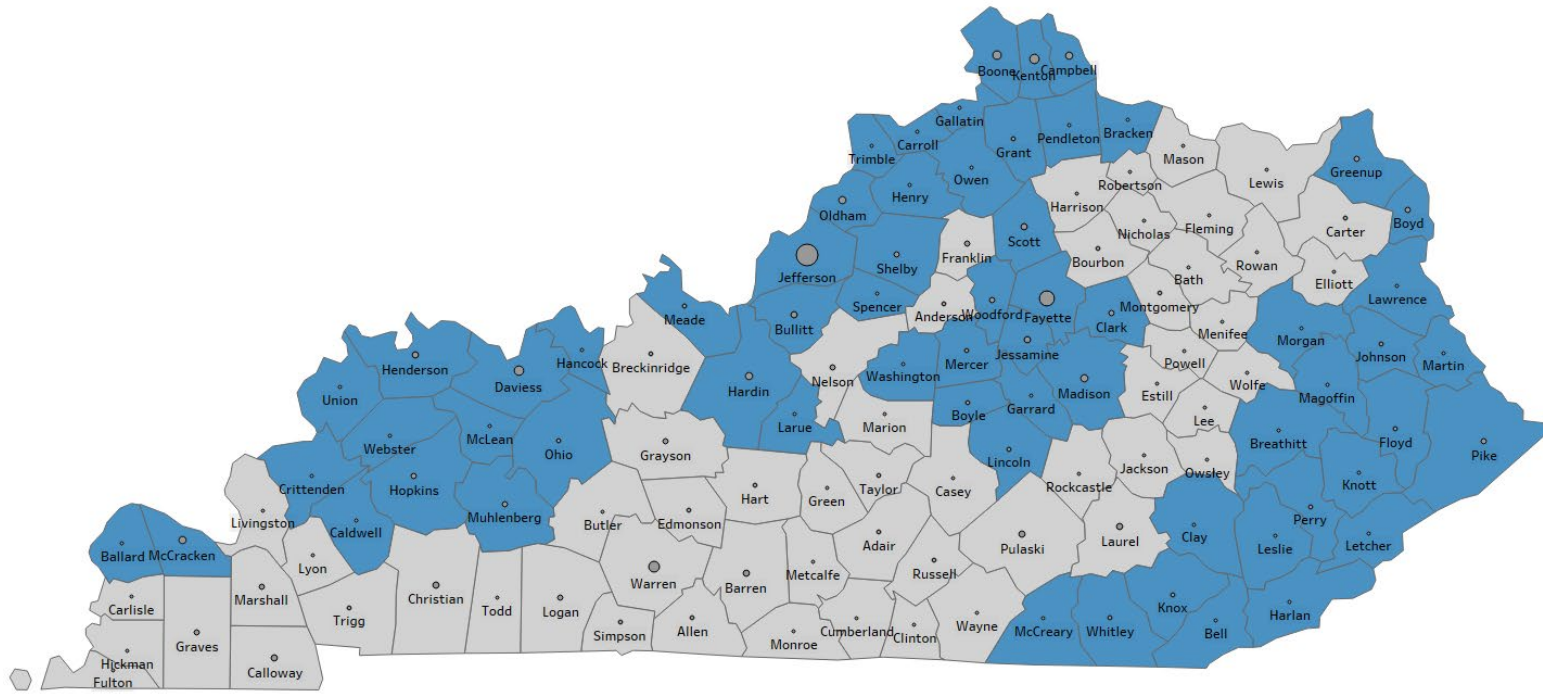 Boone
Kenton
Campbell
Gallatin
Carroll
Trimble
Grant
Pendleton
Bracken
Mason
Lewis
Greenup
Owen
Henry
Oldham
Robertson
Harrison
Nicholas
Fleming
Carter
Boyd
Jefferson
Shelby
Franklin
Scott
Bourbon
Bath
Rowan
Elliott
Lawrence
Meade
Bullitt
Spencer
Anderson
Woodford
Fayette
Clark
Montgomery
Menifee
Morgan
Johnson
Martin
Henderson
Daviess
Hancock
Breckinridge
Hardin
Nelson
Washington
Mercer
Jessamine
Madison
Powell
Wolfe
Magoffin
Union
Larue
Marion
Boyle
Garrard
Estill
Lee
Breathitt
Floyd
Pike
Webster
McLean
Ohio
Grayson
Lincoln
Rockcastle
Jackson
Owsley
Knott
Crittenden
Hopkins
Muhlenberg
Hart
Green
Taylor
Casey
Perry
Livingston
Caldwell
Butler
Edmonson
Adair
Pulaski
Laurel
Clay
Leslie
Letcher
Ballard
McCracken
Lyon
Warren
Barren
Metcalfe
Russell
Carlisle
Marshall
Trigg
Christian
Todd
Logan
Simpson
Allen
Monroe
Cumberland
Clinton
Wayne
McCreary
Whitley
Knox
Bell
Harlan
Graves
Calloway
Hickman
Fulton